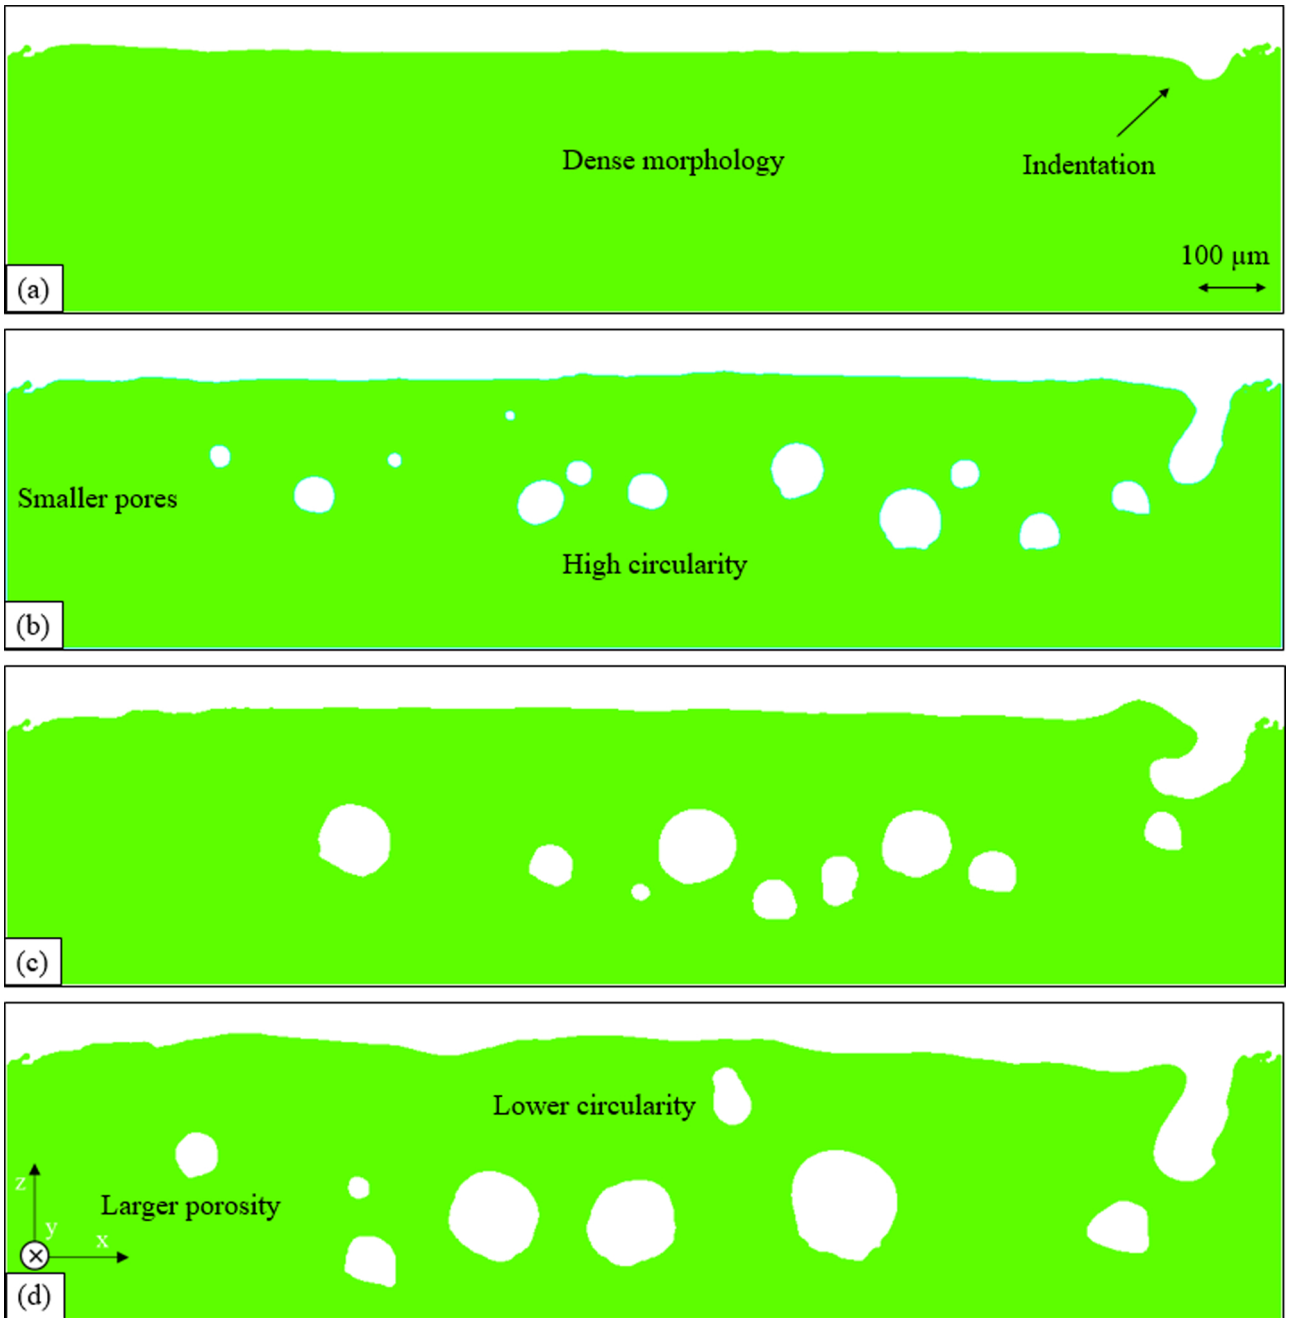 Dense morphology
Indentation
100 μm
(a)
Smaller pores
High circularity
(b)
(c)
Lower circularity
z
Larger porosity
y
x
(d)